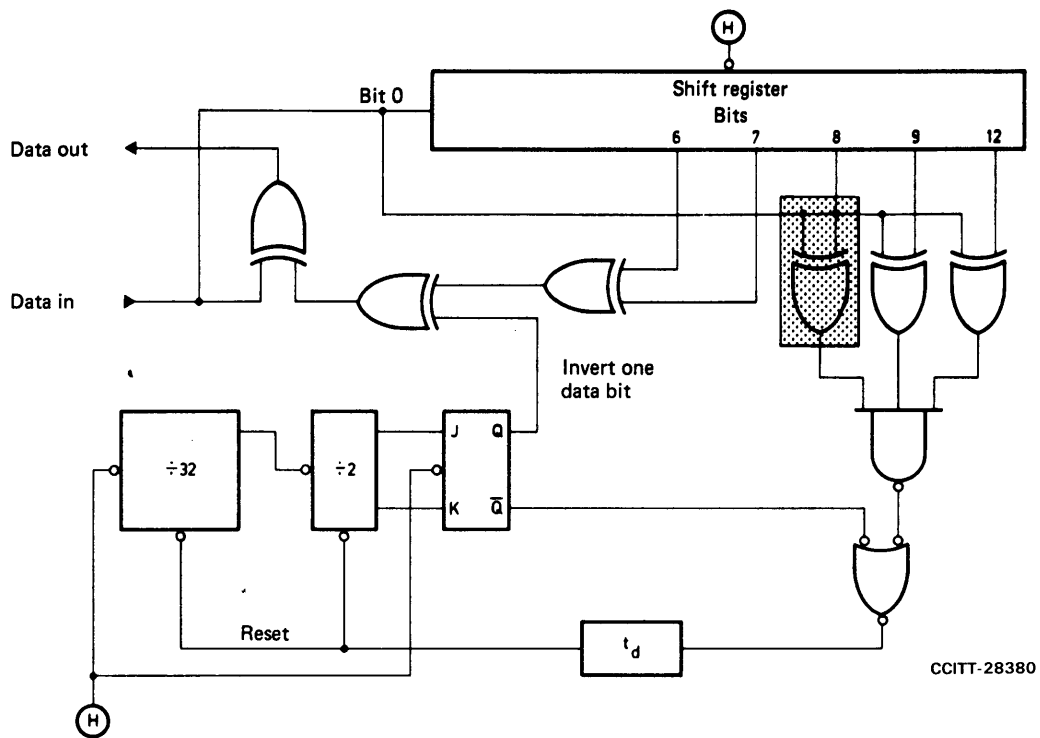 H
Shift register
Bits
Bit 0
6 7 8 9 12
Data out
Data in
Invert one
data bit
÷32
÷2
J Q
K Q̅
Reset
t_d
H
CCITT-28380